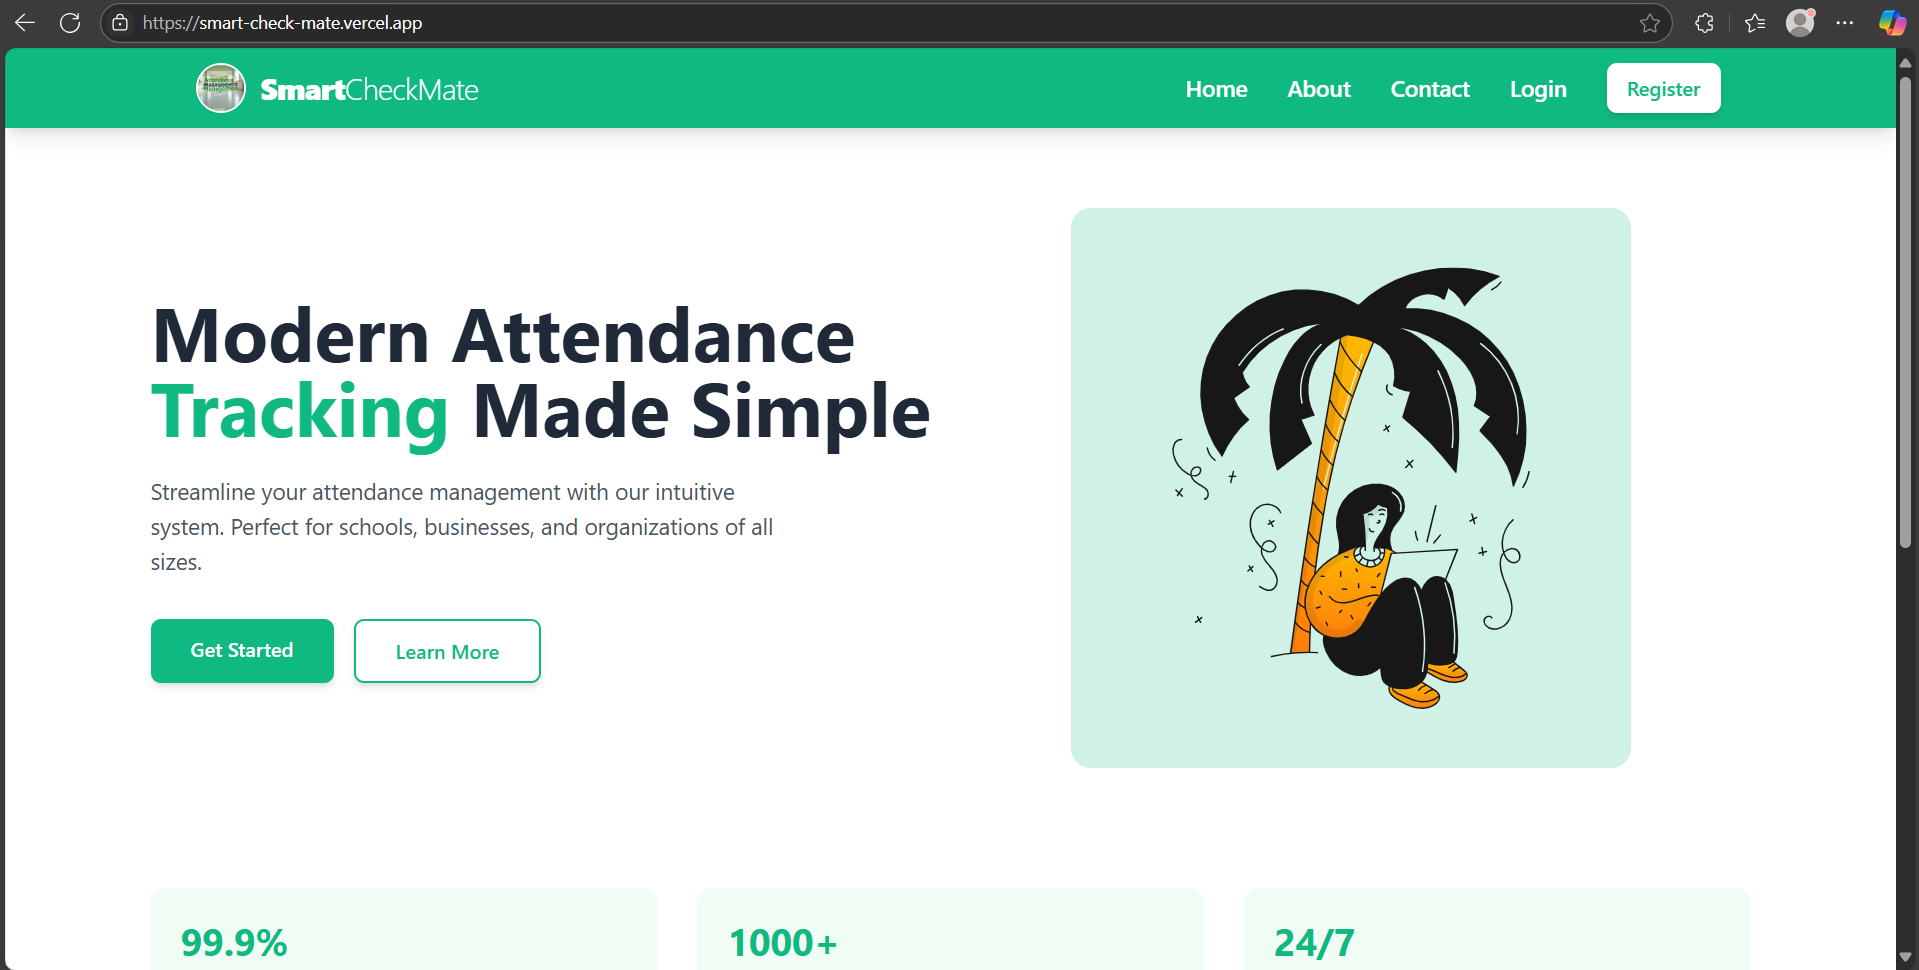 https://smart-check-mate.vercel.app
SmartCheckMate
Home
About
Contact
Login
Register
Modern Attendance
Tracking Made Simple
Streamline your attendance management with our intuitive
system. Perfect for schools, businesses, and organizations of all
sizes.
Get Started
Learn More
99.9%
1000+
24/7